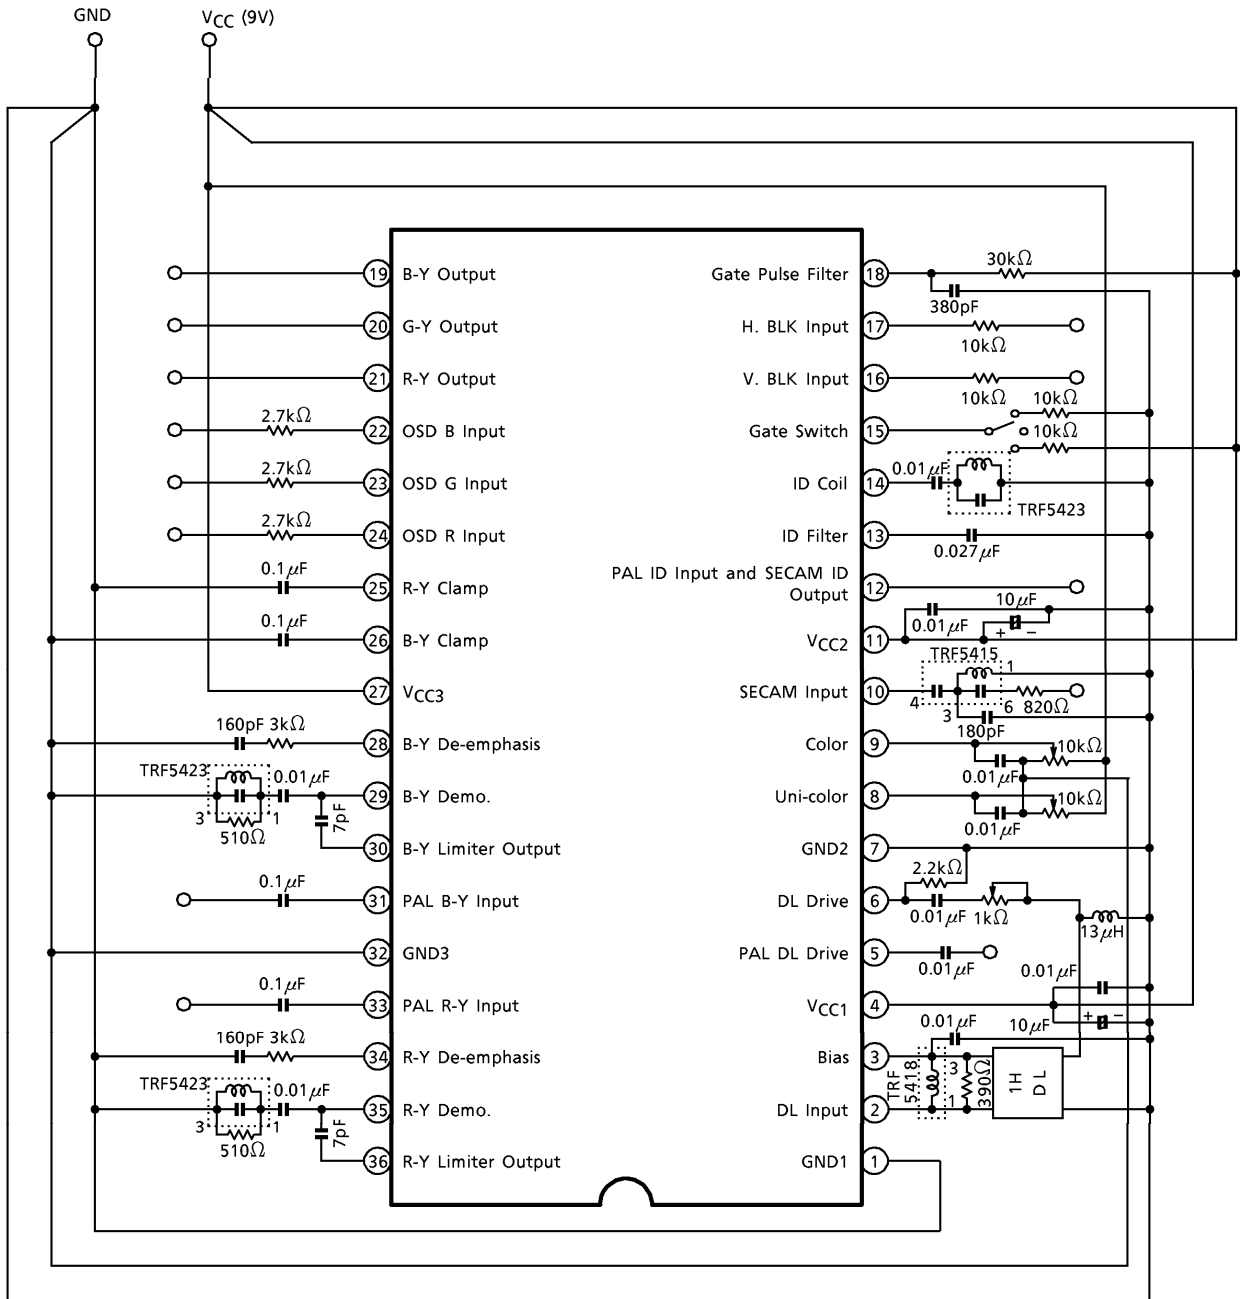 GND
VCC (9V)
19 B-Y Output
20 G-Y Output
21 R-Y Output
2.7kΩ
22 OSD B Input
2.7kΩ
23 OSD G Input
2.7kΩ
24 OSD R Input
0.1μF
25 R-Y Clamp
0.1μF
26 B-Y Clamp
27 VCC3
160pF 3kΩ
28 B-Y De-emphasis
TRF5423
0.01μF
29 B-Y Demo.
3
1
510Ω
7pF
30 B-Y Limiter Output
0.1μF
31 PAL B-Y Input
32 GND3
0.1μF
33 PAL R-Y Input
160pF 3kΩ
34 R-Y De-emphasis
TRF5423
0.01μF
35 R-Y Demo.
3
1
510Ω
7pF
36 R-Y Limiter Output
Gate Pulse Filter 18
30kΩ
380pF
H. BLK Input 17
10kΩ
V. BLK Input 16
10kΩ
10kΩ
Gate Switch 15
10kΩ
0.01μF
ID Coil 14
TRF5423
ID Filter 13
0.027μF
PAL ID Input and SECAM ID
Output
12
10μF
0.01μF
+ −
VCC2 11
TRF5415
1
SECAM Input 10
4
3
6
820Ω
180pF
Color 9
10kΩ
0.01μF
Uni-color 8
10kΩ
0.01μF
GND2 7
2.2kΩ
DL Drive 6
0.01μF
1kΩ
13μH
PAL DL Drive 5
0.01μF
0.01μF
VCC1 4
10μF
+ −
0.01μF
Bias 3
TRF
5418
3
1
390Ω
1H
DL
DL Input 2
GND1 1